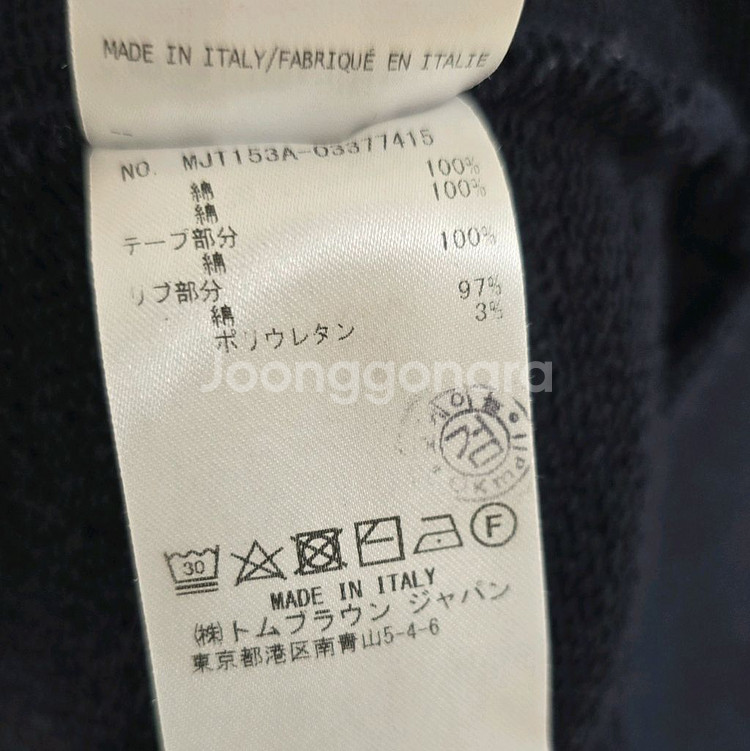 MADE IN ITALY/FABRIQUÉ EN ITALIE
NO. MJT153A-03377415
綿 100%
綿 100%
テープ部分
綿 100%
リブ部分
綿 97%
ポリウレタン 3%
Joonggonara
검
30
F
MADE IN ITALY
㈱トムブラウン ジャパン
東京都港区南青山5-4-6